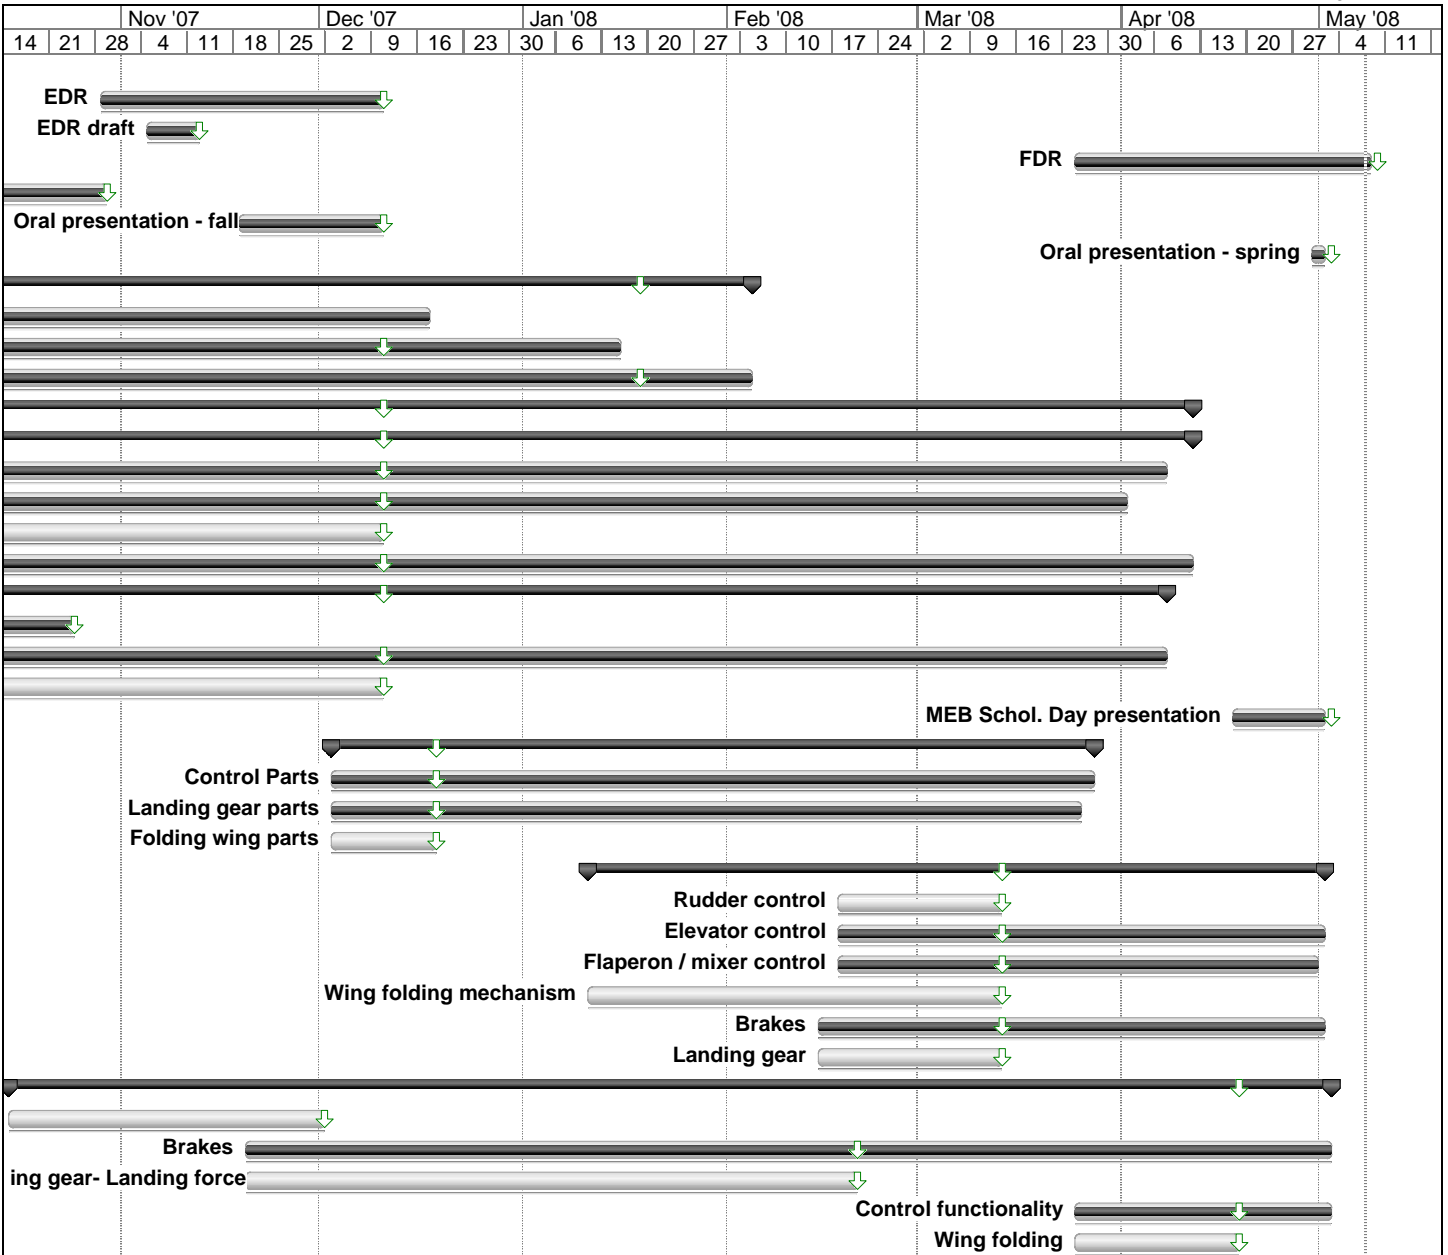 Nov '07 Dec '07 Jan '08 Feb '08 Mar '08 Apr '08 May '08
14 21 28 4 11 18 25 2 9 16 23 30 6 13 20 27 3 10 17 24 2 9 16 23 30 6 13 20 27 4 11
EDR
EDR draft
FDR
Oral presentation - fall
Oral presentation - spring
MEB Schol. Day presentation
Control Parts
Landing gear parts
Folding wing parts
Rudder control
Elevator control
Flaperon / mixer control
Wing folding mechanism
Brakes
Landing gear
Brakes
ing gear- Landing force
Control functionality
Wing folding